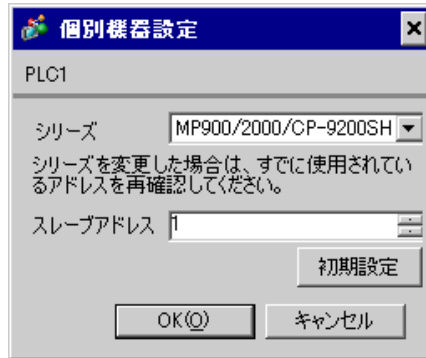 個別機器設定
PLC1
シリーズ MP900/2000/CP-9200SH
シリーズを変更した場合は、すでに使用されてい
るアドレスを再確認してください。
スレーブアドレス 1
初期設定
OK(O) キャンセル